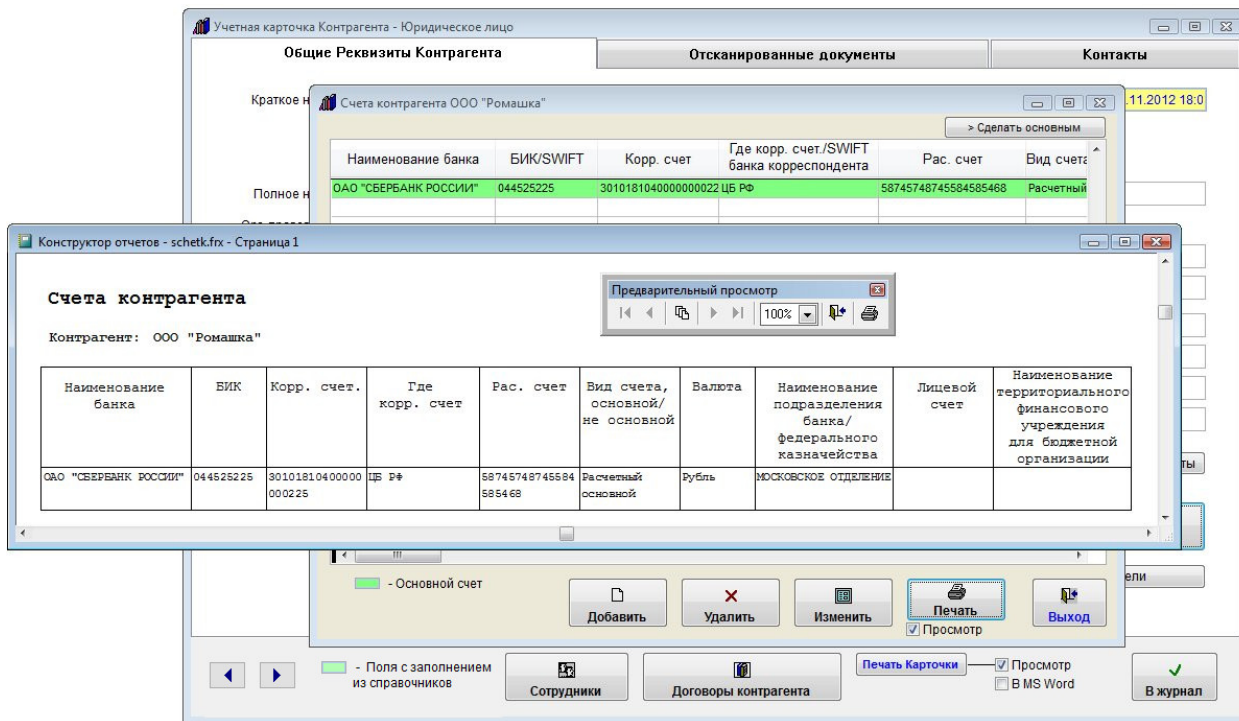 Учетная карточка Контрагента - Юридическое лицо
Общие Реквизиты Контрагента
Отсканированные документы
Контакты
Краткое н
.11.2012 18:0
Счета контрагента ООО "Ромашка"
> Сделать основным
Наименование банка
БИК/SWIFT
Корр. счет
Где корр. счет./SWIFT
банка корреспондента
Рас. счет
Вид счета
ОАО "СБЕРБАНК РОССИИ"
044525225
3010181040000000022
ЦБ РФ
58745748745584585468
Расчетный
Полное н
Конструктор отчетов - schetk.frx - Страница 1
Счета контрагента
Контрагент: ООО "Ромашка"
Предварительный просмотр
100%
Наименование
банка
БИК
Корр. счет.
Где
корр. счет
Рас. счет
Вид счета,
основной/
не основной
Валюта
Наименование
подразделения
банка/
федерального
казначейства
Лицевой
счет
Наименование
территориального
финансового
учреждения
для бюджетной
организации
ОАО "СБЕРБАНК РОССИИ"
044525225
30101810400000
000225
ЦБ РФ
58745748745584
585468
Расчетный
основной
Рубль
МОСКОВСКОЕ ОТДЕЛЕНИЕ
ты
ели
- Основной счет
Добавить
Удалить
Изменить
Печать
Просмотр
Выход
- Поля с заполнением
из справочников
Сотрудники
Договоры контрагента
Печать Карточки
Просмотр
В MS Word
В журнал